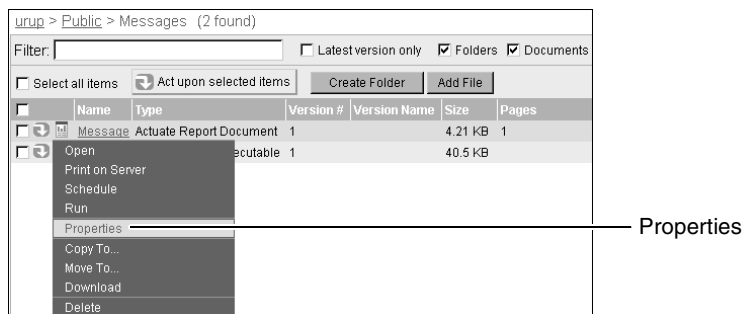 urup > Public > Messages (2 found)
Filter: Latest version only Folders Documents
Select all items Act upon selected items Create Folder Add File
Name Type Version # Version Name Size Pages
Message Actuate Report Document 1 4.21 KB 1
ecutable 1 40.5 KB
Open
Print on Server
Schedule
Run
Properties Properties
Copy To...
Move To...
Download
Delete